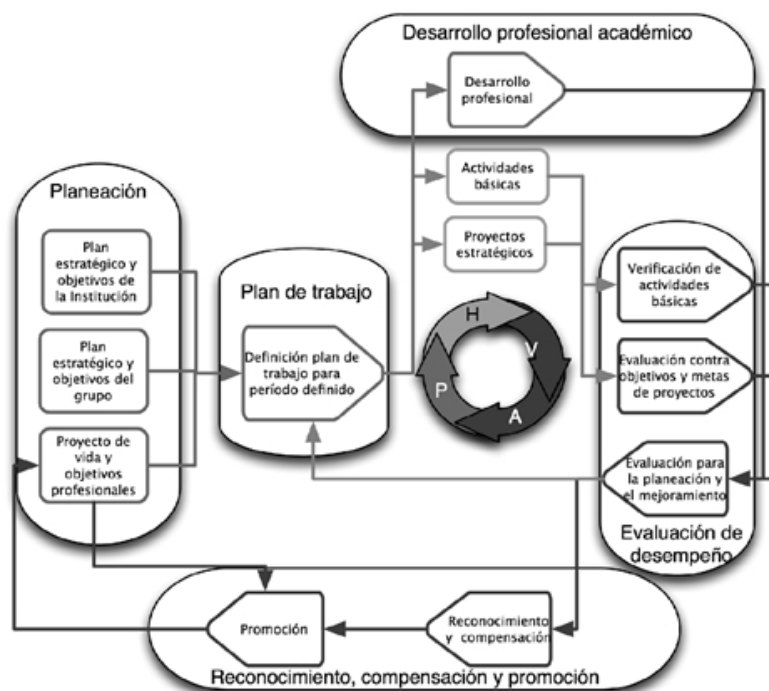 Desarrollo profesional académico
Desarrollo
profesional
Actividades
básicas
Proyectos
estratégicos
Planeación
Plan
estratégico y
objetivos de
la Institución
Plan
estratégico y
objetivos del
grupo
Proyecto de
vida y
objetivos
profesionales
Plan de trabajo
Definición plan de
trabajo para
período definido
H
V
A
P
Verificación de
actividades
básicas
Evaluación contra
objetivos y metas
de proyectos
Evaluación para
la planeación y
el mejoramiento
Evaluación de
desempeño
Promoción
Reconocimiento
y compensación
Reconocimiento, compensación y promoción